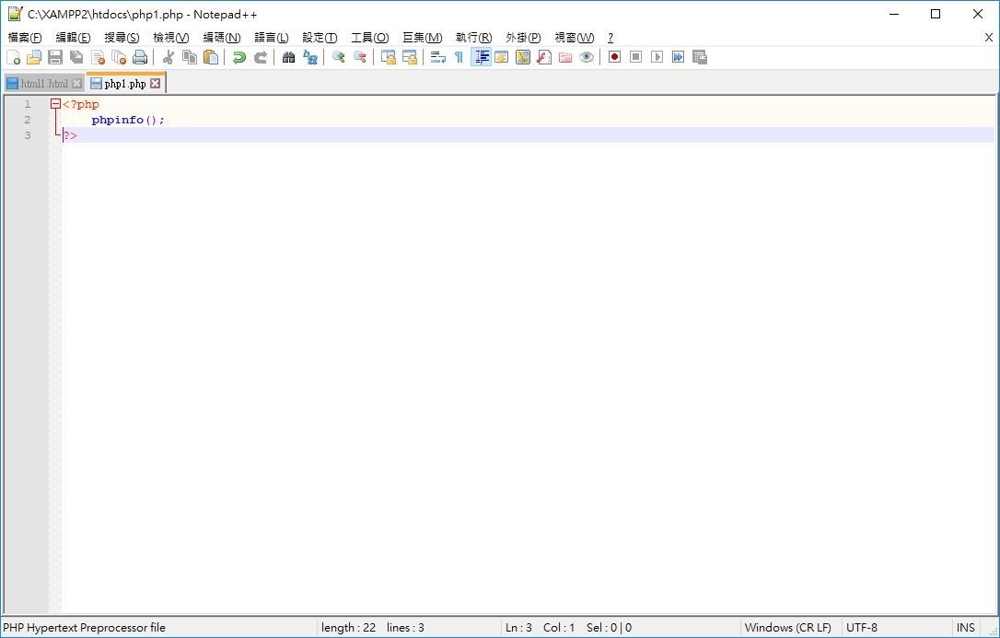 C:\XAMPP2\htdocs\php1.php - Notepad++
檔案(F) 編輯(E) 搜尋(S) 檢視(V) 編碼(N) 語言(L) 設定(T) 工具(O) 巨集(M) 執行(R) 外掛(P) 視窗(W) ? X
html1.html php1.php
1 <?php
2 phpinfo();
3 ?>
PHP Hypertext Preprocessor file length : 22 lines : 3 Ln : 3 Col : 1 Sel : 0 | 0 Windows (CR LF) UTF-8 INS